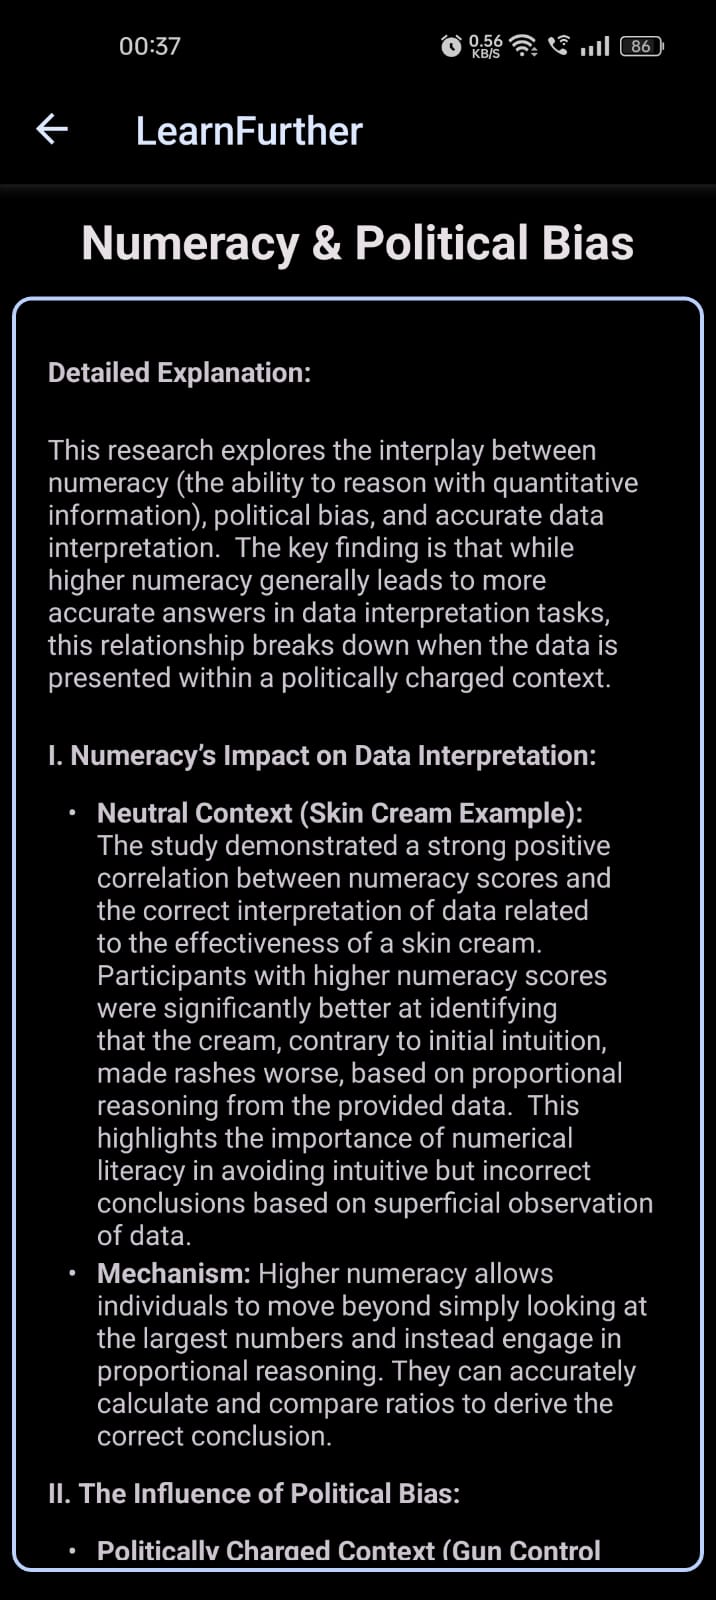 00:37
0.56
KB/S
86
LearnFurther
Numeracy & Political Bias
Detailed Explanation:
This research explores the interplay between
numeracy (the ability to reason with quantitative
information), political bias, and accurate data
interpretation.  The key finding is that while
higher numeracy generally leads to more
accurate answers in data interpretation tasks,
this relationship breaks down when the data is
presented within a politically charged context.
I. Numeracy’s Impact on Data Interpretation:
• Neutral Context (Skin Cream Example):
The study demonstrated a strong positive
correlation between numeracy scores and
the correct interpretation of data related
to the effectiveness of a skin cream.
Participants with higher numeracy scores
were significantly better at identifying
that the cream, contrary to initial intuition,
made rashes worse, based on proportional
reasoning from the provided data.  This
highlights the importance of numerical
literacy in avoiding intuitive but incorrect
conclusions based on superficial observation
of data.
• Mechanism: Higher numeracy allows
individuals to move beyond simply looking at
the largest numbers and instead engage in
proportional reasoning. They can accurately
calculate and compare ratios to derive the
correct conclusion.
II. The Influence of Political Bias:
• Politically Charged Context (Gun Control